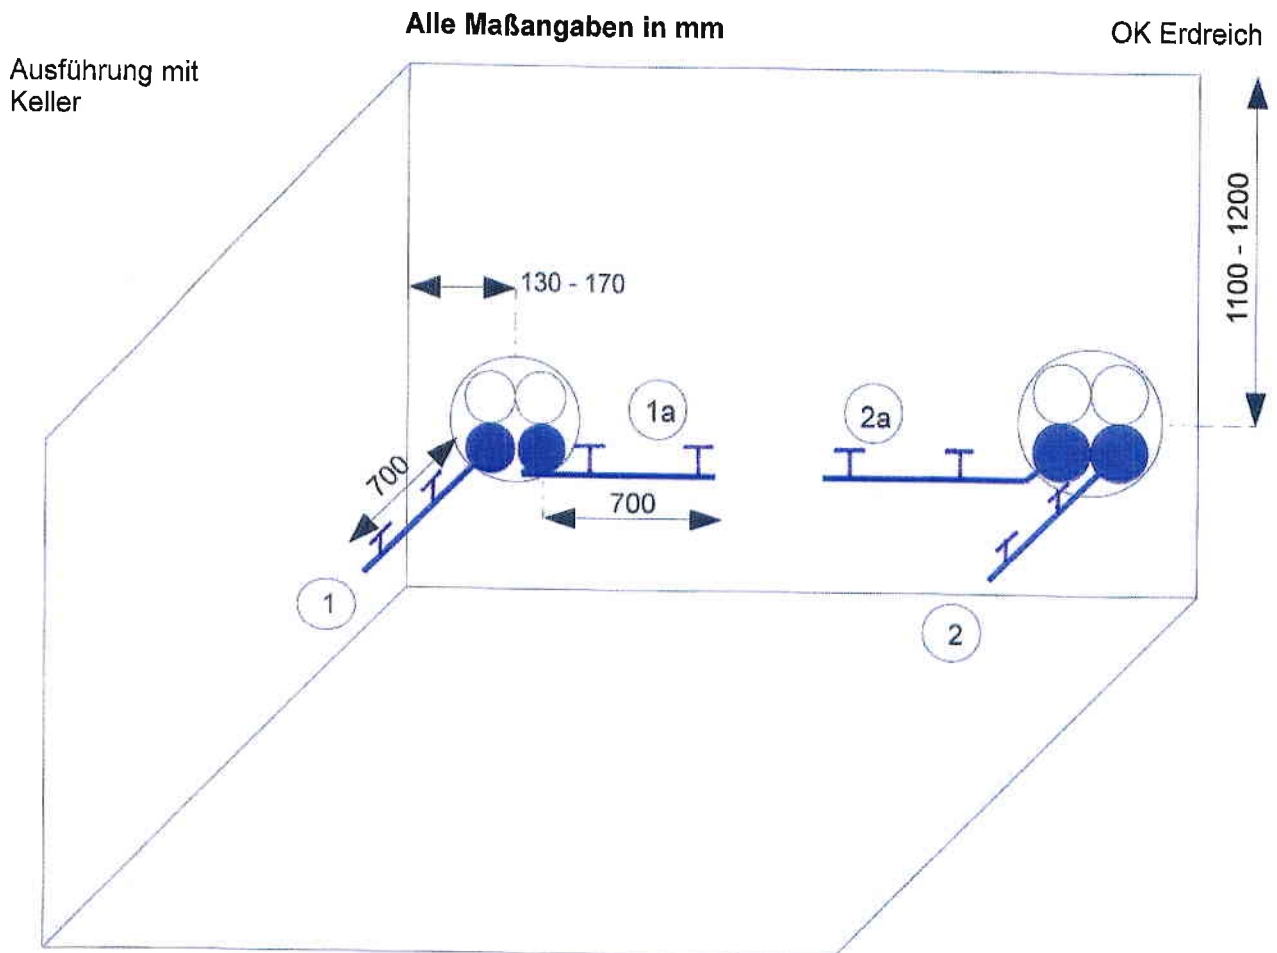 Alle Maßangaben in mm
OK Erdreich
Ausführung mit
Keller
1100 - 1200
130 - 170
1a
2a
700
700
1
2